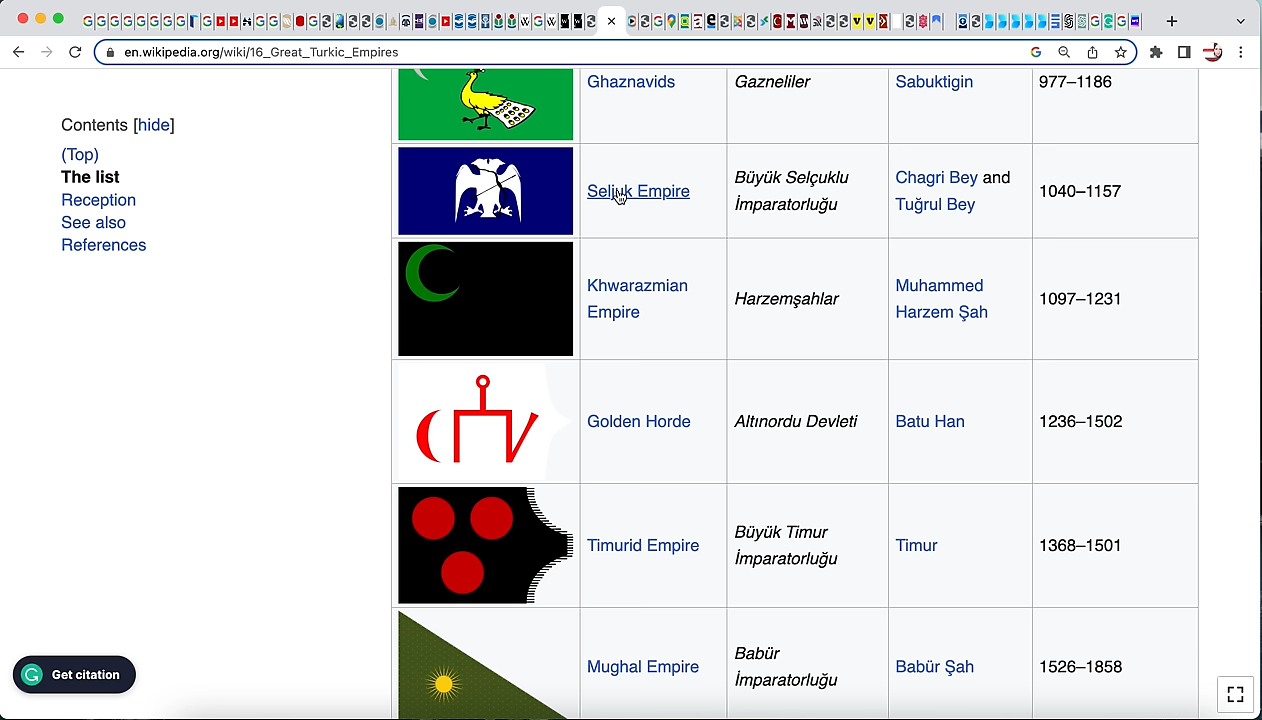 en.wikipedia.org/wiki/16_Great_Turkic_Empires
Contents [hide]
(Top)
The list
Reception
See also
References
Ghaznavids Gazneliler Sabuktigin 977–1186
Seljuk Empire Büyük Selçuklu İmparatorluğu Chagri Bey and Tuğrul Bey 1040–1157
Khwarazmian Empire Harzemşahlar Muhammed Harzem Şah 1097–1231
Golden Horde Altınordu Devleti Batu Han 1236–1502
Timurid Empire Büyük Timur İmparatorluğu Timur 1368–1501
Mughal Empire Babür İmparatorluğu Babür Şah 1526–1858
Get citation